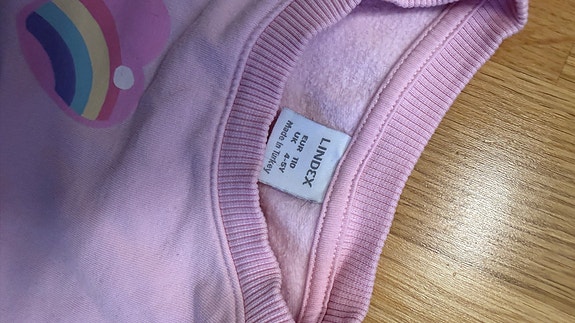 LINDEX
EUR 110
UK 4-5Y
Made in Turkey